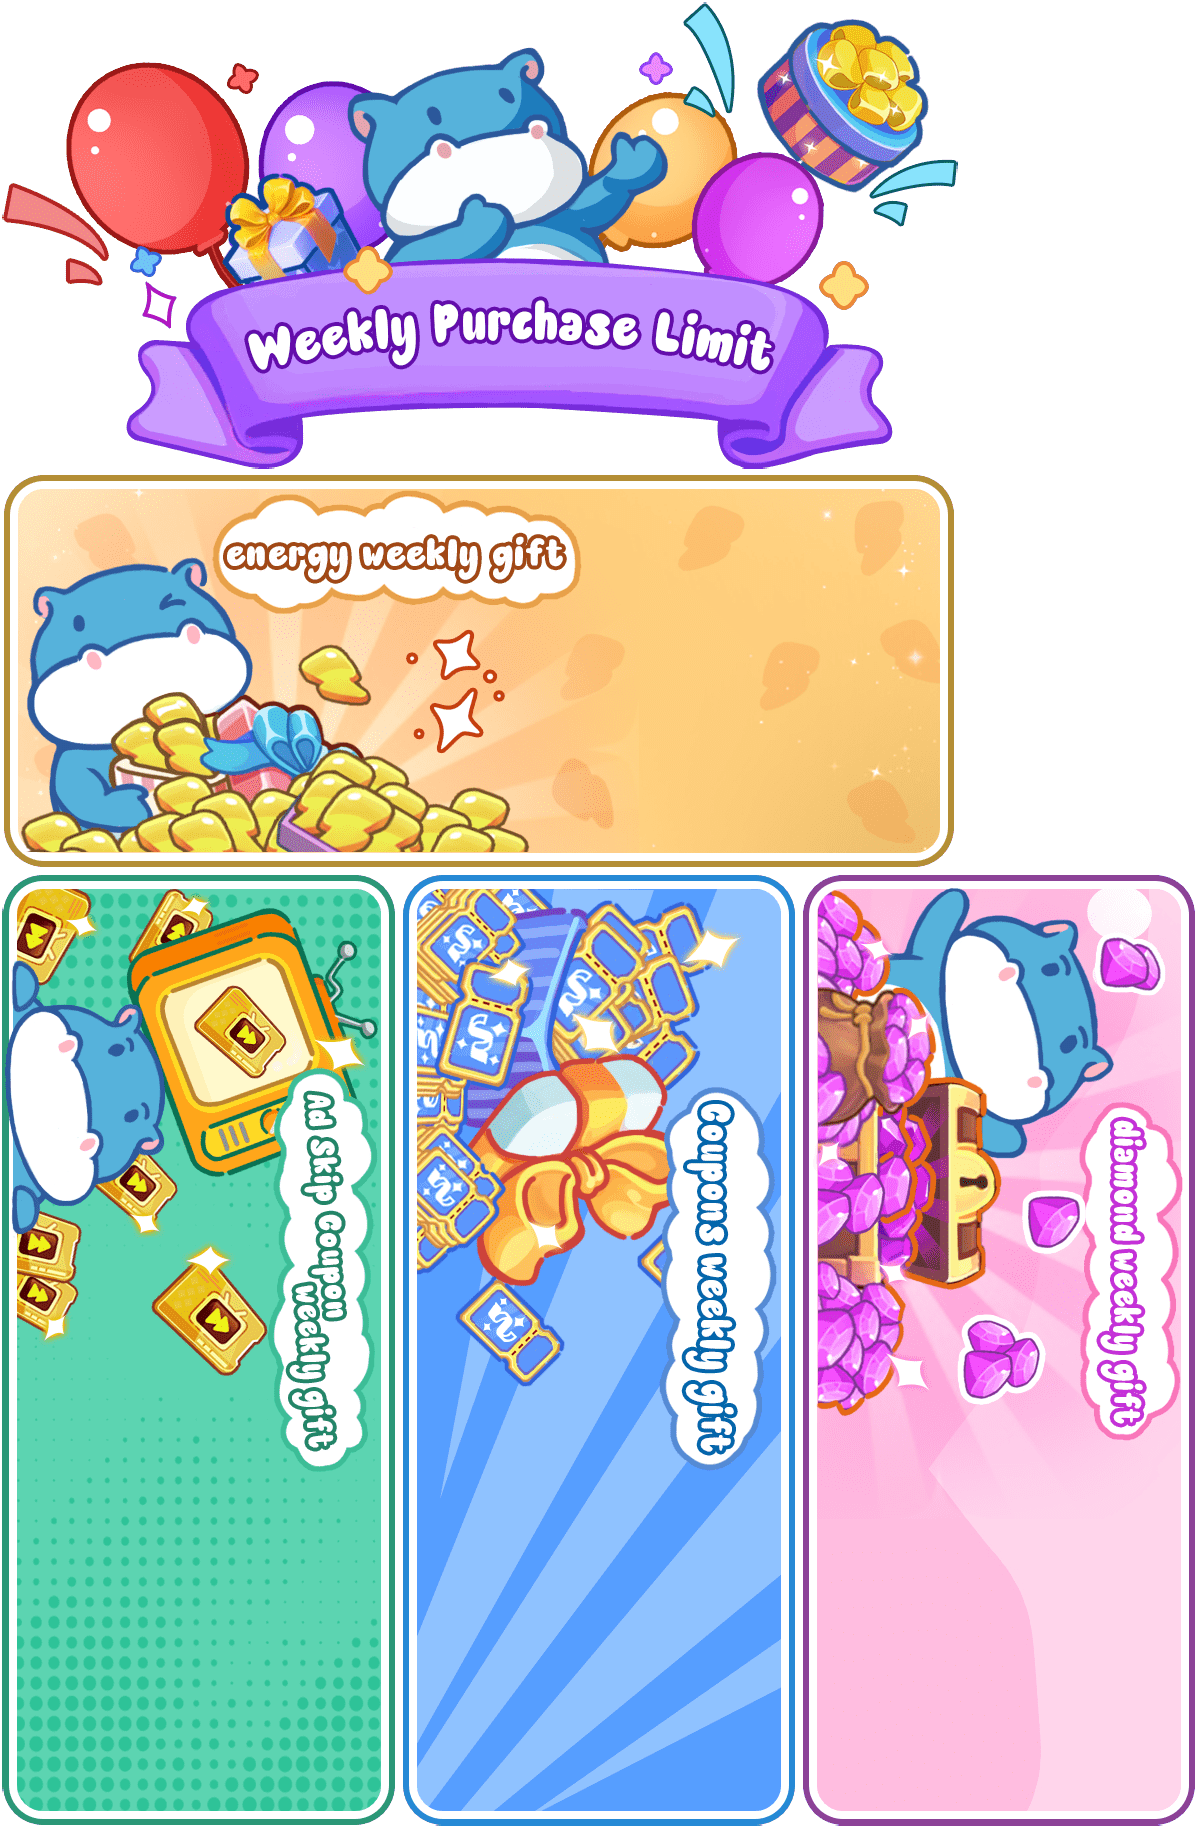 Weekly Purchase Limit
energy weekly gift
Ad Skip Coupon
weekly gift
Coupons weekly gift
diamond weekly gift